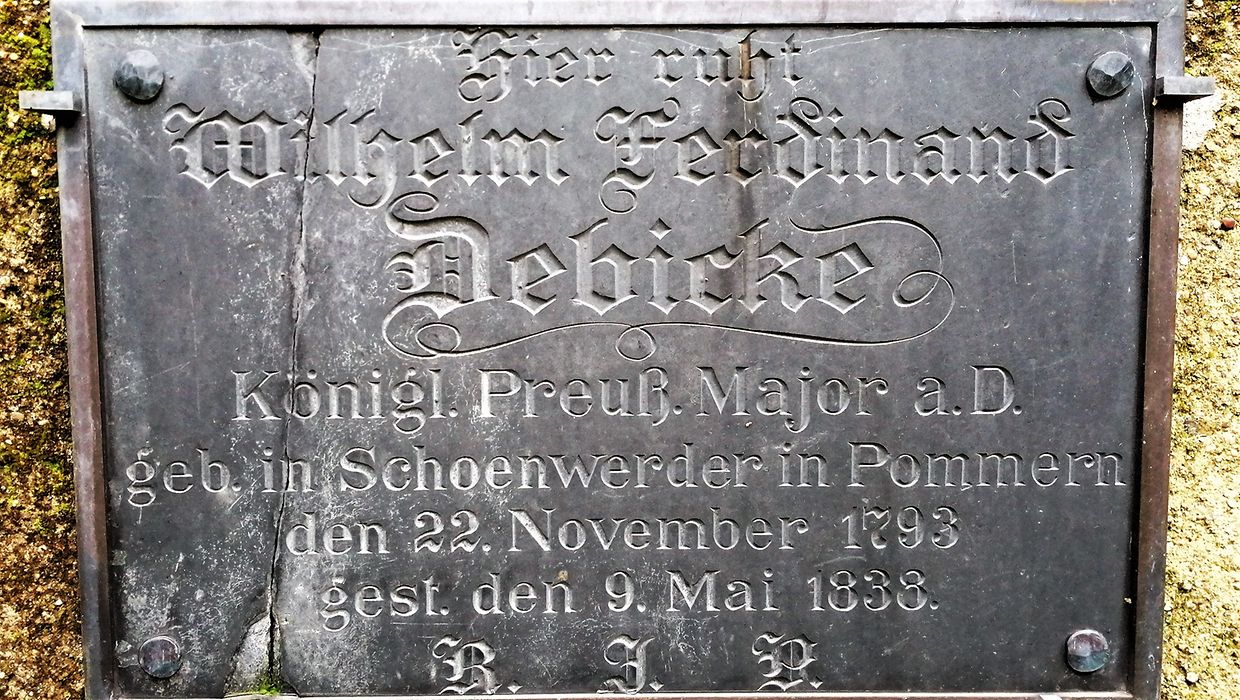 Hier ruht
Wilhelm Ferdinand
Debicke
Königl. Preuß. Major a.D.
geb. in Schoenwerder in Pommern
den 22. November 1793
gest. den 9. Mai 1838.
R. I. P.